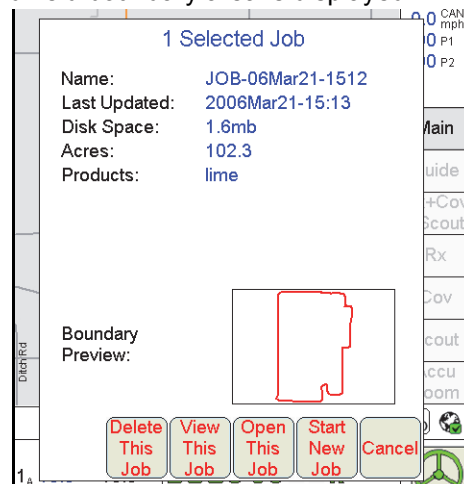 1 Selected Job
Name: JOB-06Mar21-1512
Last Updated: 2006Mar21-15:13
Disk Space: 1.6mb
Acres: 102.3
Products: lime
Boundary
Preview:
Delete This Job
View This Job
Open This Job
Start New Job
Cancel
CAN
mph
P1
P2
Main
Rx
Ditch Rd
1A